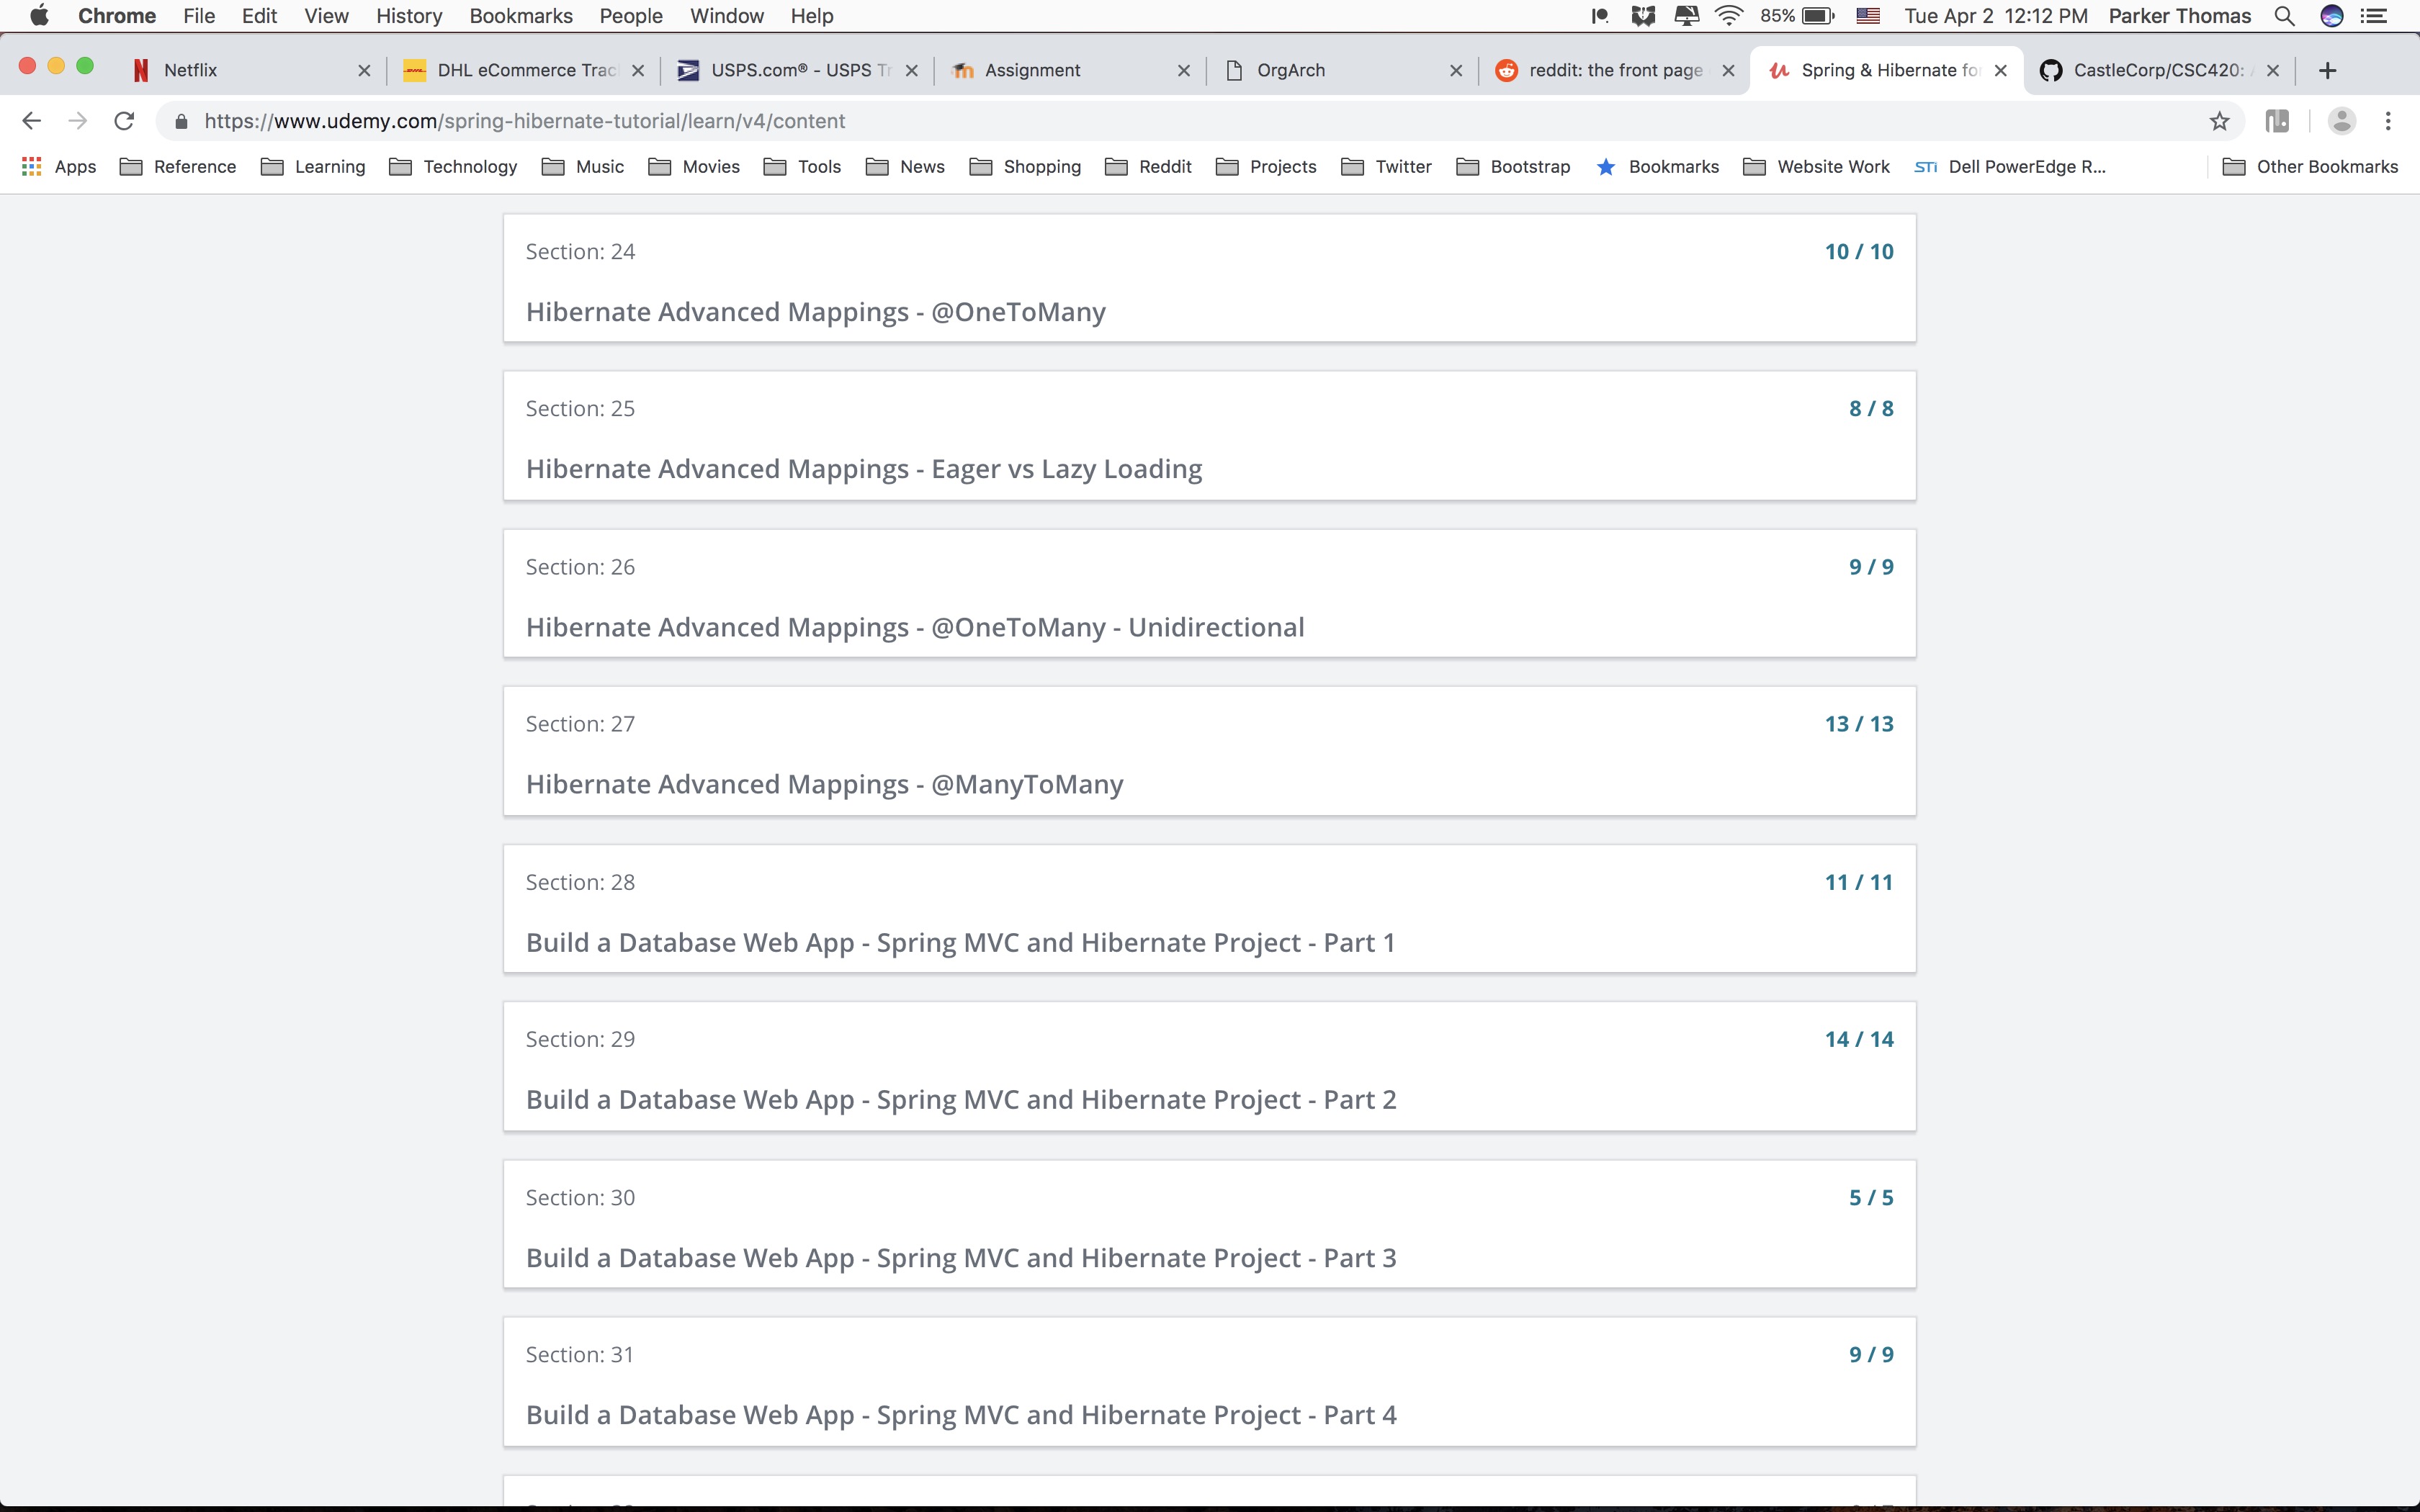 Chrome File Edit View History Bookmarks People Window Help 85% Tue Apr 2 12:12 PM Parker Thomas
Netflix DHL eCommerce Trac USPS.com® - USPS Tr Assignment OrgArch reddit: the front page Spring & Hibernate fo CastleCorp/CSC420:
https://www.udemy.com/spring-hibernate-tutorial/learn/v4/content
Apps Reference Learning Technology Music Movies Tools News Shopping Reddit Projects Twitter Bootstrap Bookmarks Website Work STi Dell PowerEdge R... Other Bookmarks
Section: 24 10 / 10
Hibernate Advanced Mappings - @OneToMany
Section: 25 8 / 8
Hibernate Advanced Mappings - Eager vs Lazy Loading
Section: 26 9 / 9
Hibernate Advanced Mappings - @OneToMany - Unidirectional
Section: 27 13 / 13
Hibernate Advanced Mappings - @ManyToMany
Section: 28 11 / 11
Build a Database Web App - Spring MVC and Hibernate Project - Part 1
Section: 29 14 / 14
Build a Database Web App - Spring MVC and Hibernate Project - Part 2
Section: 30 5 / 5
Build a Database Web App - Spring MVC and Hibernate Project - Part 3
Section: 31 9 / 9
Build a Database Web App - Spring MVC and Hibernate Project - Part 4